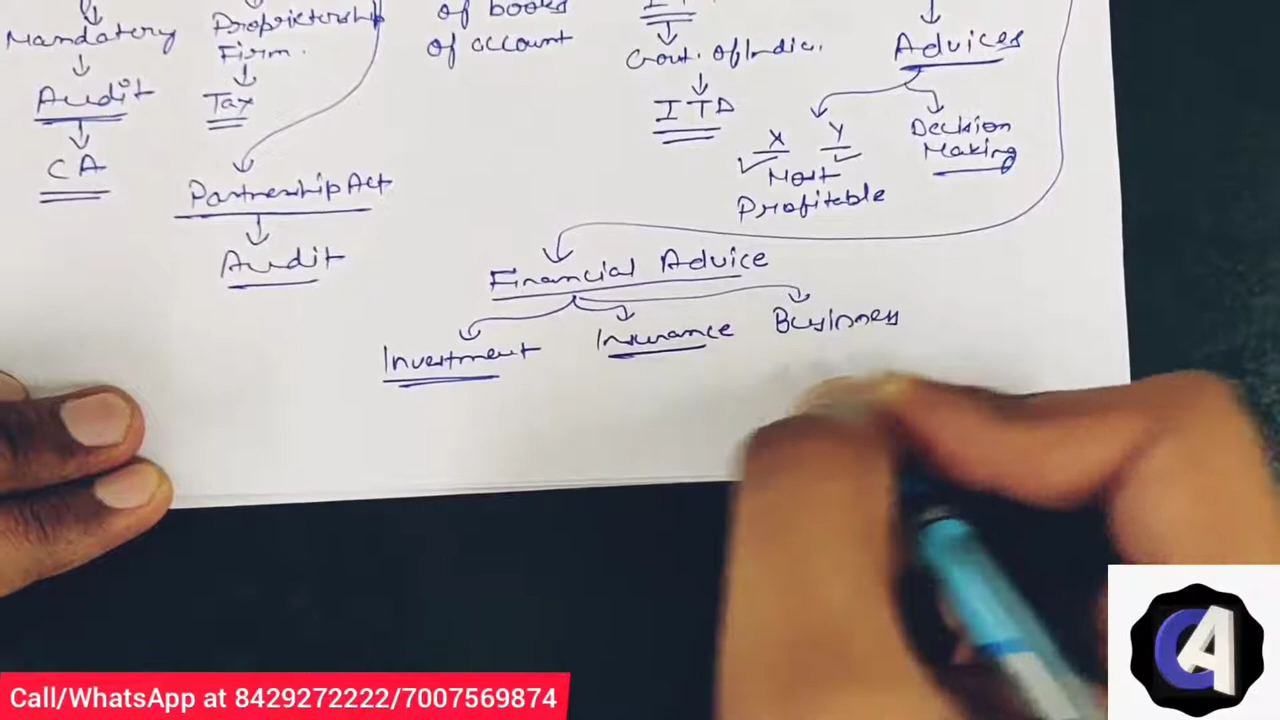 Mandatory
Audit
CA
Proprietorship
Firm.
Tax
Partnership Act
Audit
of books
of account
Govt. of India.
ITD
Advices
X Y
Most
Profitable
Decision
Making
Financial Advice
Investment
Insurance
Business
Call/WhatsApp at 8429272222/7007569874
CA